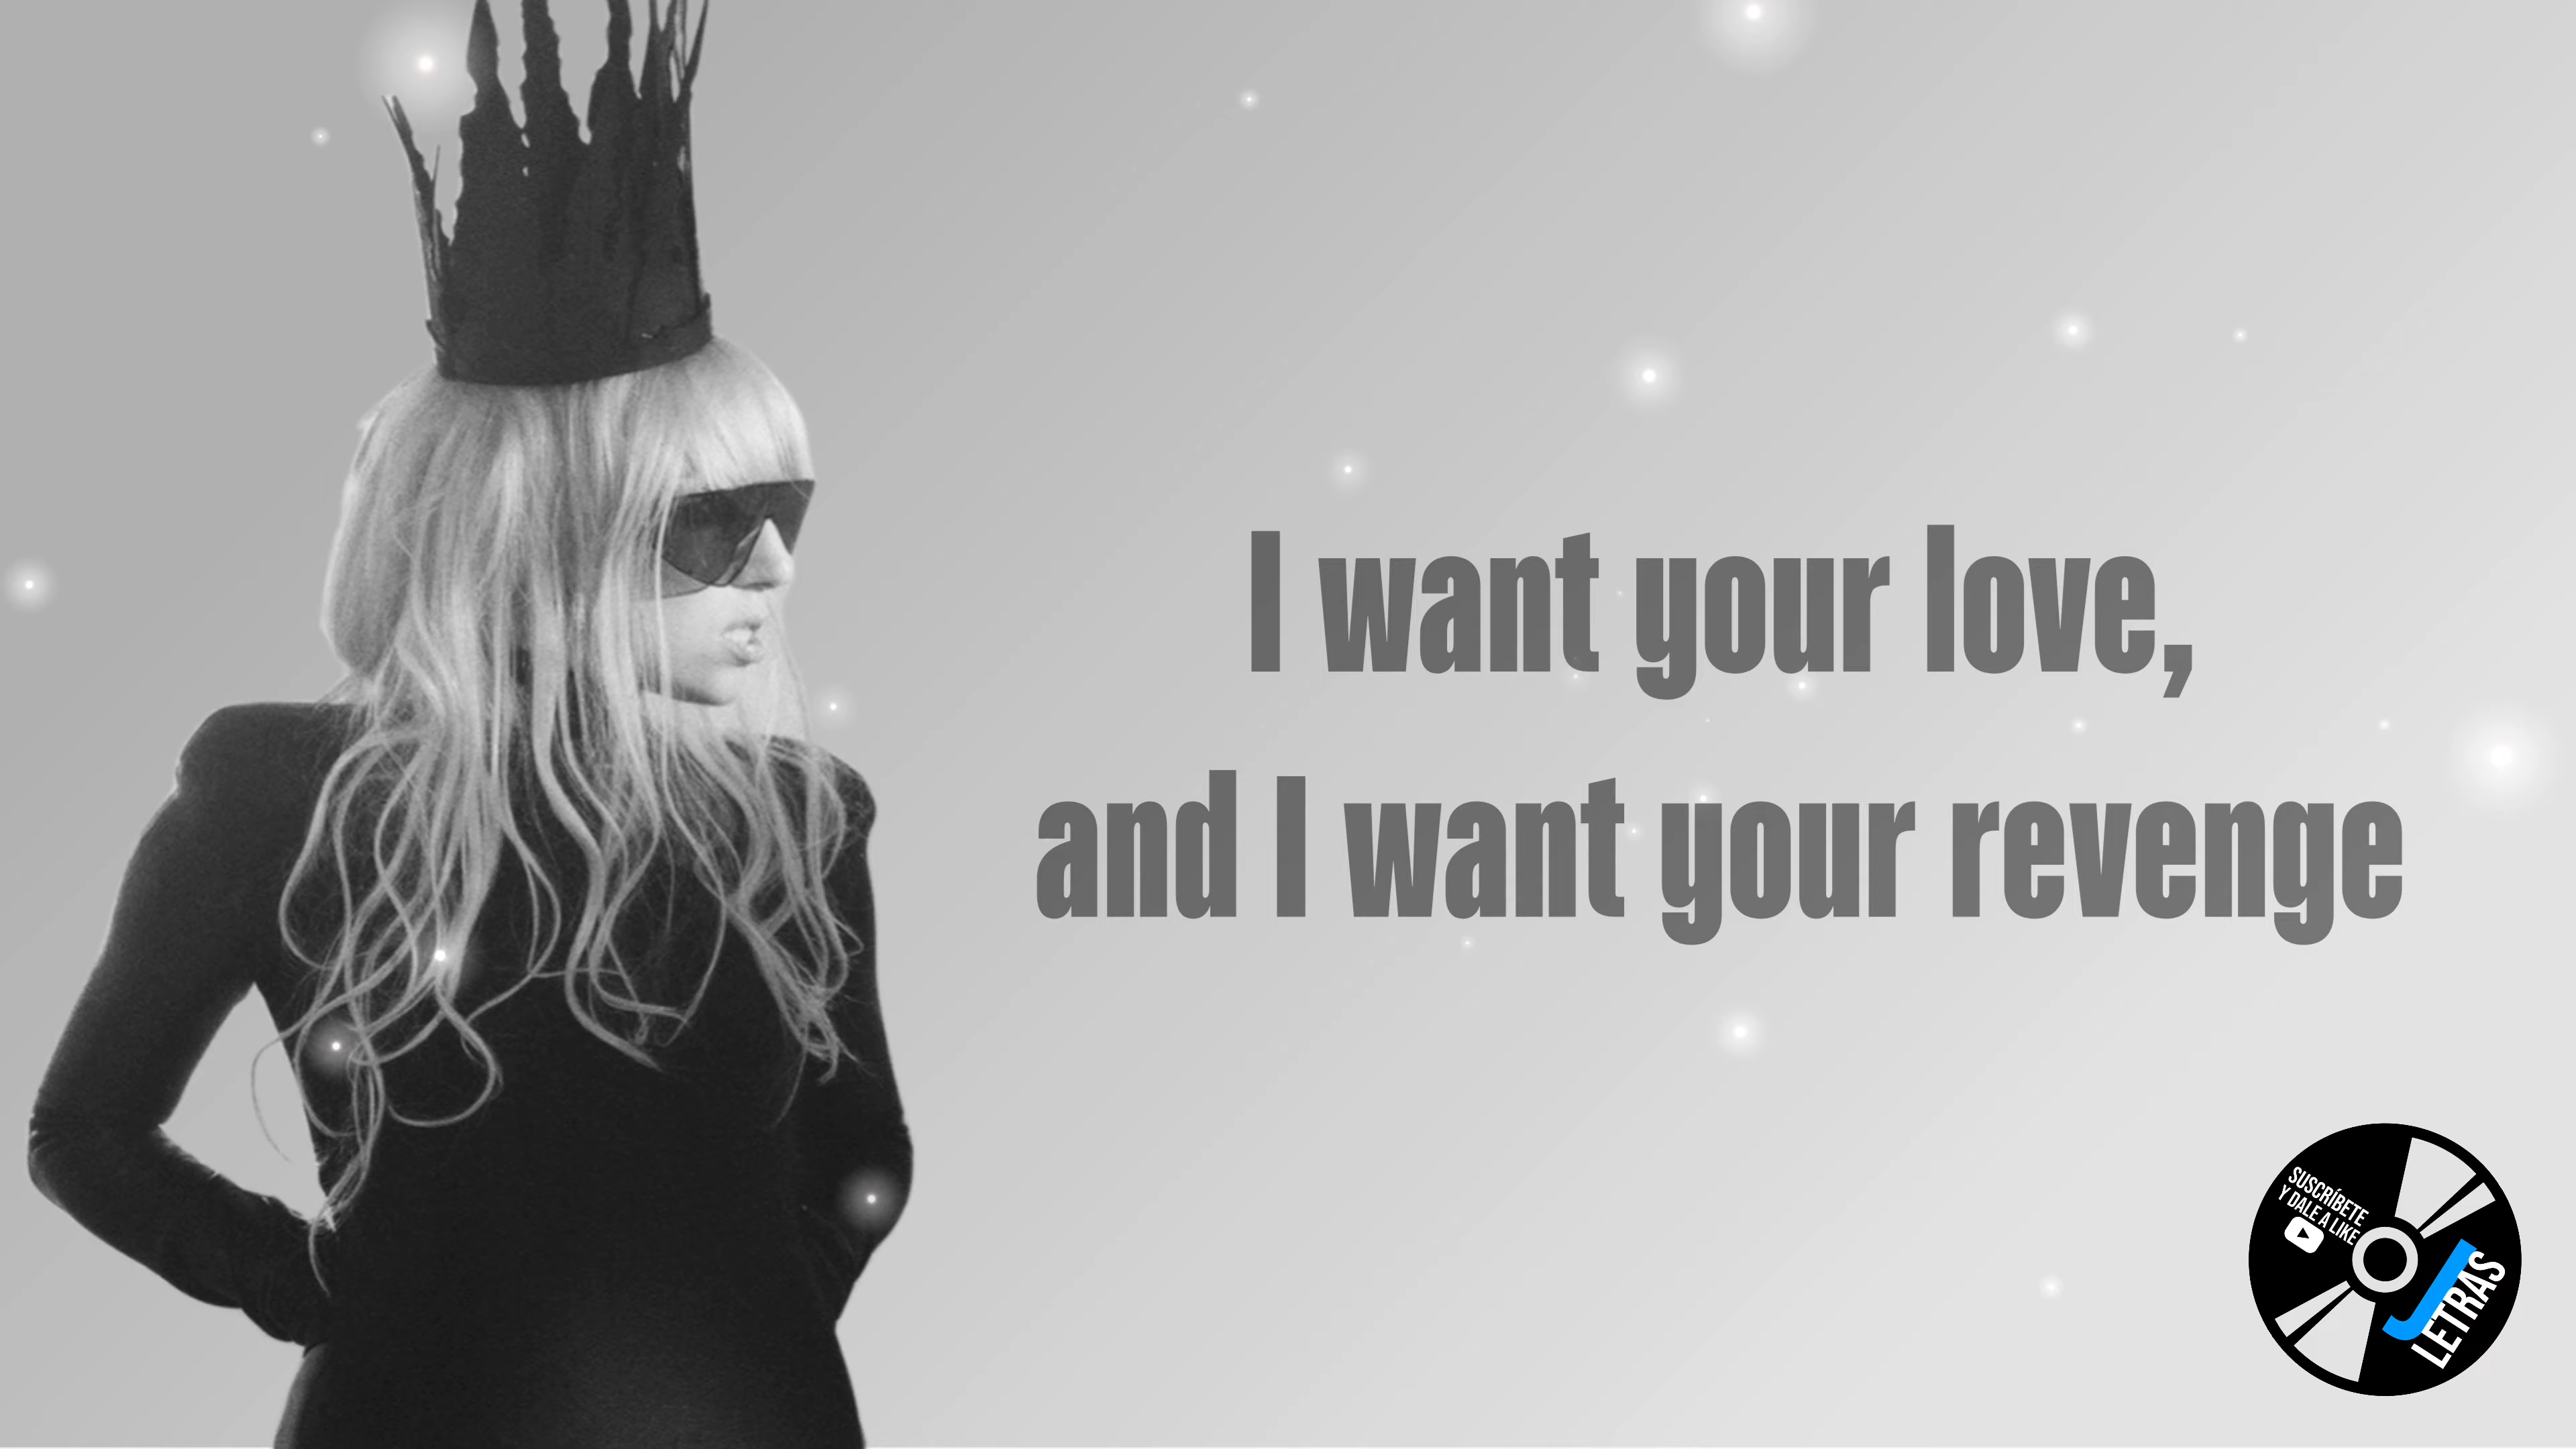 I want your love,
and I want your revenge
SUSCRÍBETE
Y DALE A LIKE
J
LETRAS